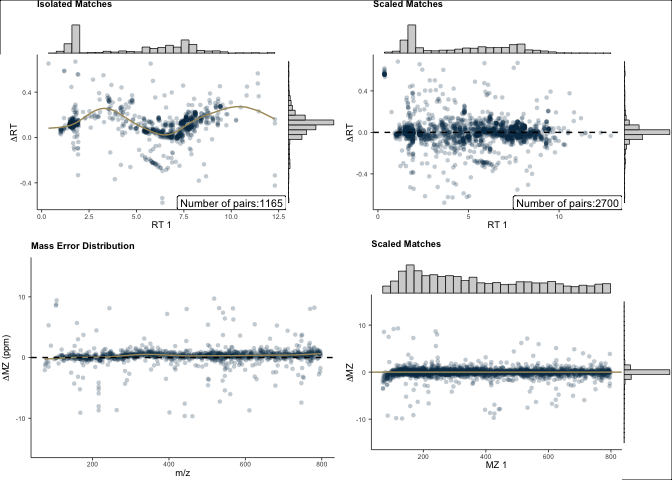 Isolated Matches
0.4
0.0
-0.4
ΔRT
0.0
2.5
5.0
7.5
10.0
12.5
Number of pairs:1165
RT 1
Scaled Matches
0.4
0.0
-0.4
ΔRT
0
5
10
Number of pairs:2700
RT 1
Mass Error Distribution
10
0
-10
ΔMZ (ppm)
200
400
600
800
m/z
Scaled Matches
10
0
-10
ΔMZ
200
400
600
800
MZ 1